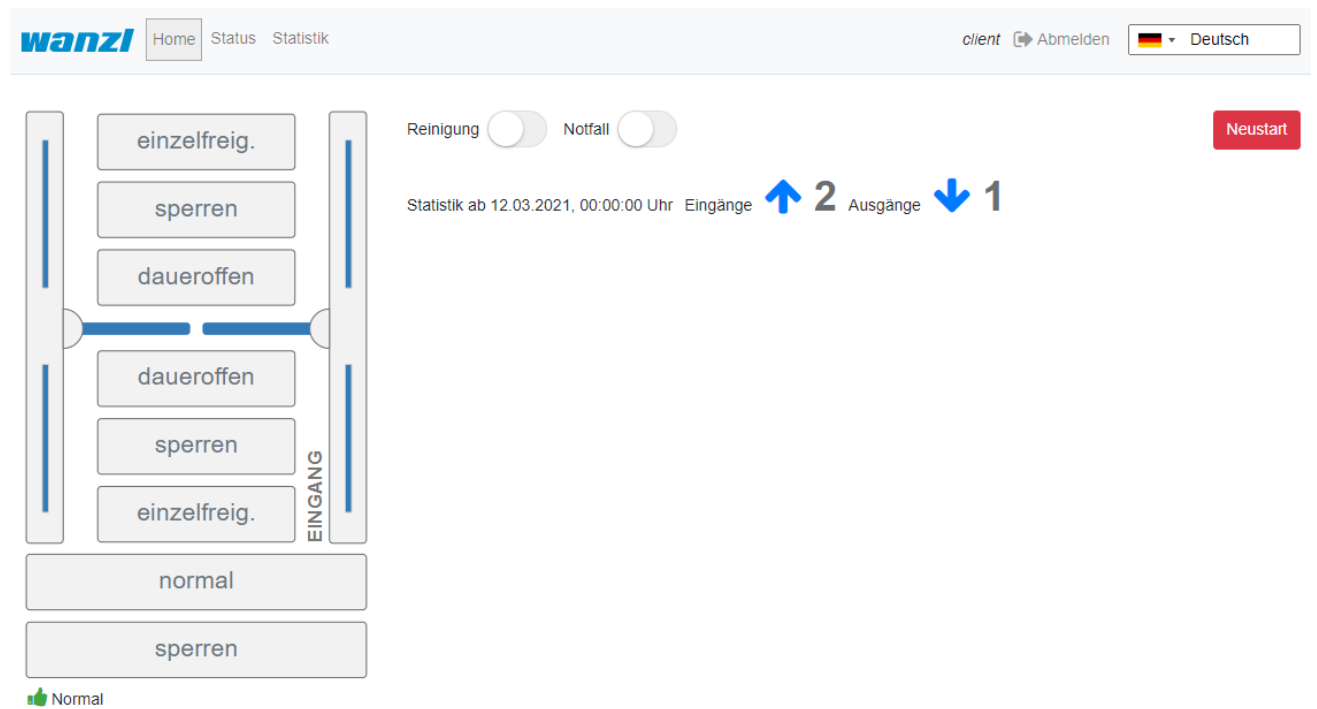 wanzl Home Status Statistik client Abmelden Deutsch
einzelfreig.
sperren
daueroffen
daueroffen
sperren
einzelfreig.
EINGANG
normal
sperren
Normal
Reinigung Notfall Neustart
Statistik ab 12.03.2021, 00:00:00 Uhr Eingänge 2 Ausgänge 1